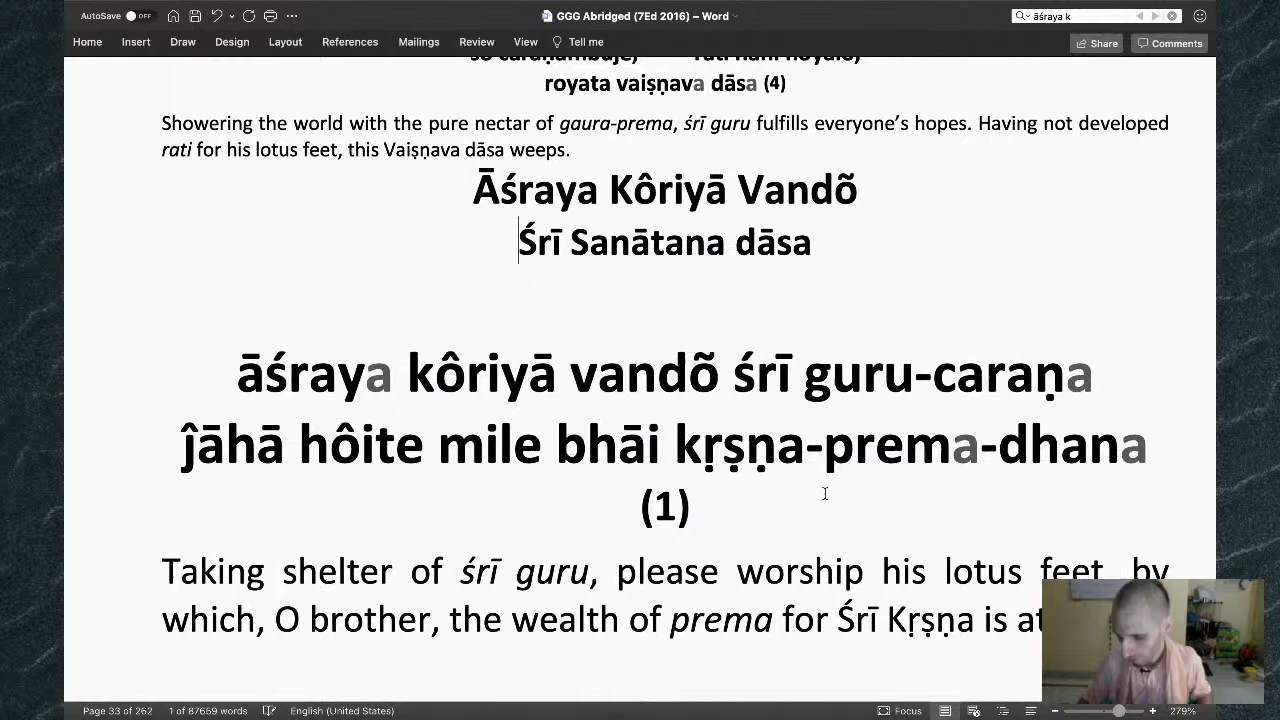 AutoSave OFF
GGG Abridged (7Ed 2016) – Word
āśraya k
Home Insert Draw Design Layout References Mailings Review View Tell me
Share Comments
royata vaiṣṇava dāsa (4)
Showering the world with the pure nectar of gaura-prema, śrī guru fulfills everyone's hopes. Having not developed
rati for his lotus feet, this Vaiṣṇava dāsa weeps.
Āśraya Kôriyā Vandõ
Śrī Sanātana dāsa
āśraya kôriyā vandõ śrī guru-caraṇa
ĵāhā hôite mile bhāi kṛṣṇa-prema-dhana
(1)
Taking shelter of śrī guru, please worship his lotus feet, by
which, O brother, the wealth of prema for Śrī Kṛṣṇa is
Page 33 of 262 1 of 87659 words English (United States) Focus 279%